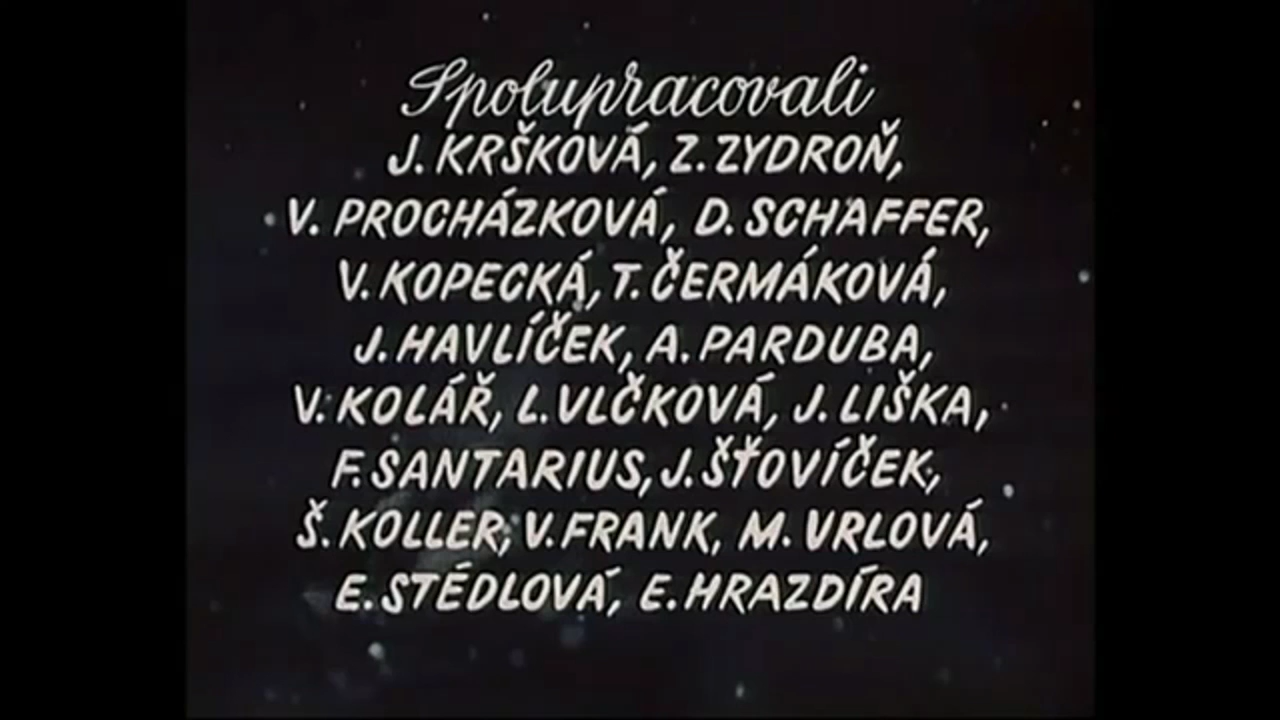 Spolupracovali
J. KRŠKOVÁ, Z. ZYDROŇ,
V. PROCHÁZKOVÁ, D. SCHAFFER,
V. KOPECKÁ, T. ČERMÁKOVÁ,
J. HAVLÍČEK, A. PARDUBA,
V. KOLÁŘ, L. VLČKOVÁ, J. LIŠKA,
F. SANTARIUS, J. ŠŤOVÍČEK,
Š. KOLLER, V. FRANK, M. VRLOVÁ,
E. STÉDLOVÁ, E. HRAZDÍRA